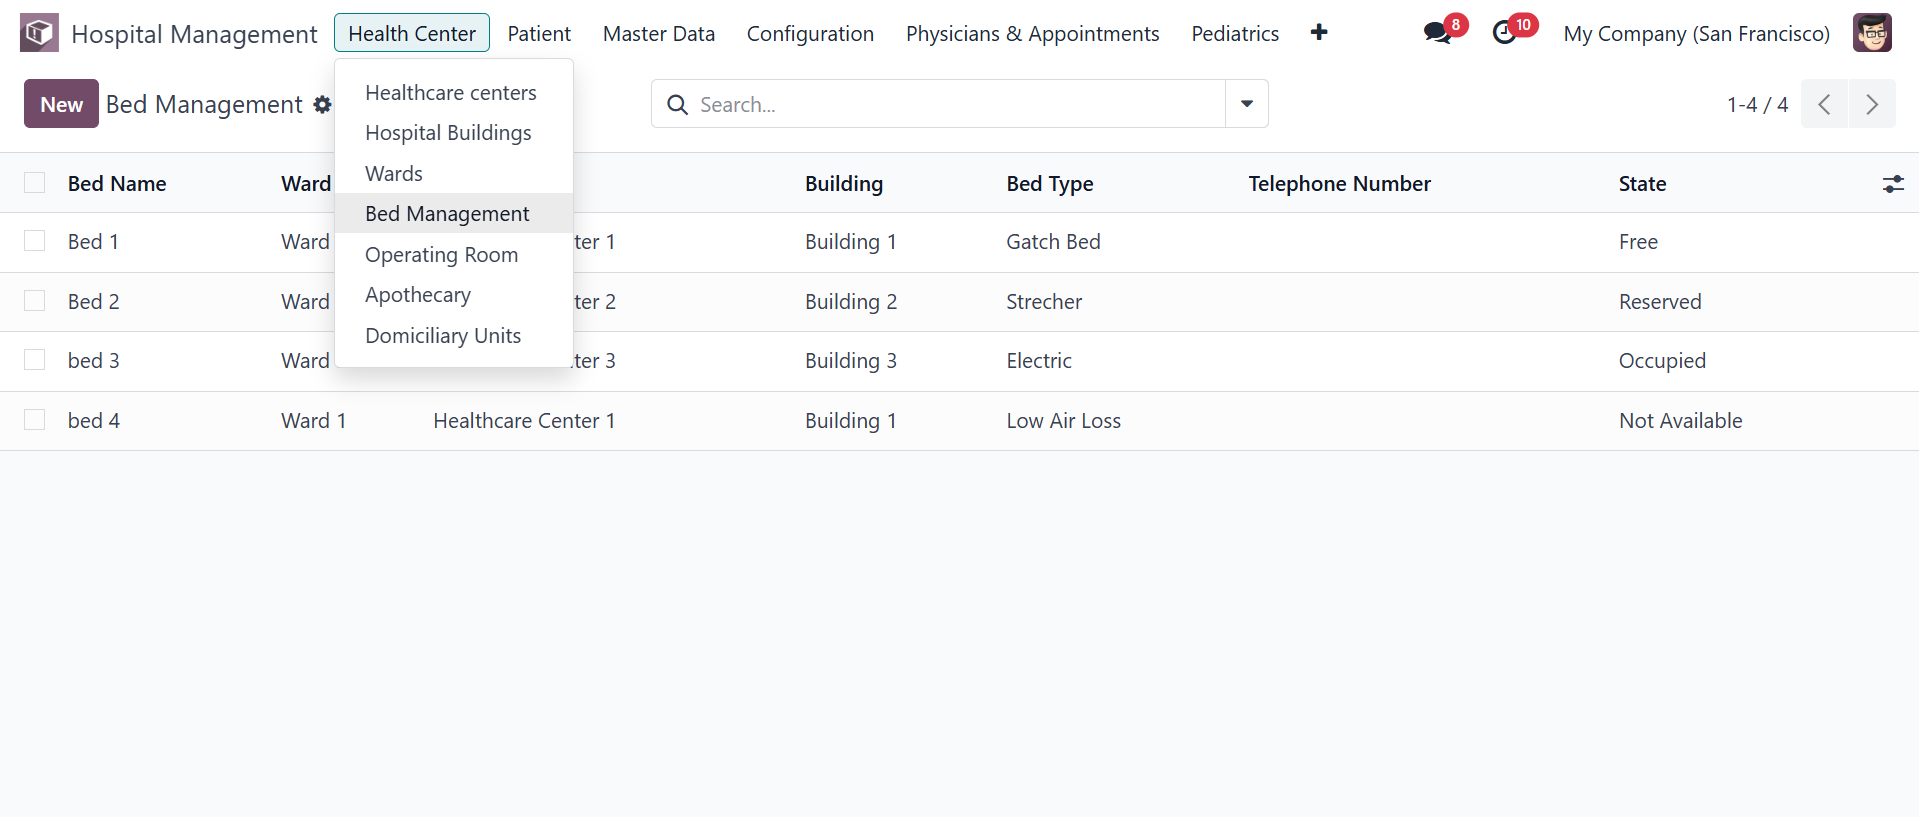 Hospital Management Health Center Patient Master Data Configuration Physicians & Appointments Pediatrics 8 10 My Company (San Francisco)
New Bed Management Search... 1-4 / 4
Healthcare centers
Hospital Buildings
Wards
Bed Management
Operating Room
Apothecary
Domiciliary Units
Bed Name Ward Building Bed Type Telephone Number State
Bed 1 Ward ter 1 Building 1 Gatch Bed Free
Bed 2 Ward ter 2 Building 2 Strecher Reserved
bed 3 Ward ter 3 Building 3 Electric Occupied
bed 4 Ward 1 Healthcare Center 1 Building 1 Low Air Loss Not Available